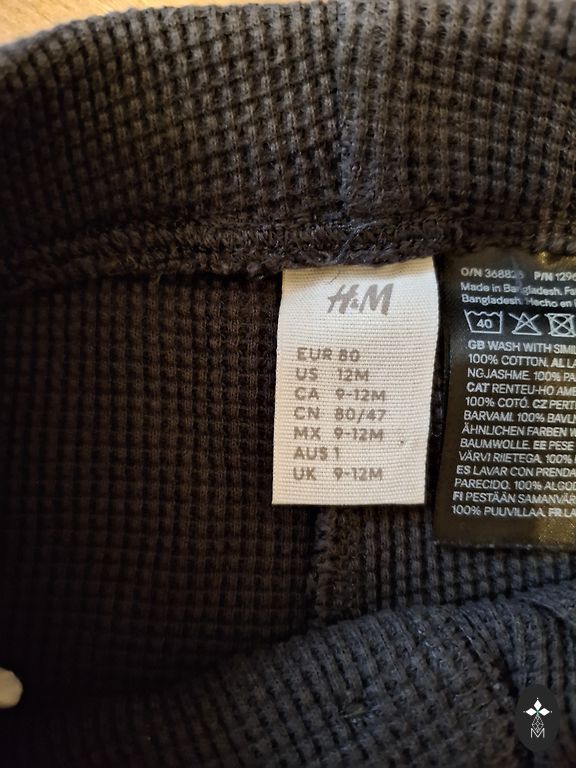 H&M
EUR 80
US 12M
CA 9-12M
CN 80/47
MX 9-12M
AUS 1
UK 9-12M
O/N 36882 P/N 129
Made in Bangladesh. Fa
Bangladesh. Hecho en
40
GB WASH WITH SIMI
100% COTTON. AL LA
NGJASHME. 100% PA
CAT RENTEU-HO AM
100% COTÓ. CZ PERT
BARVAMI. 100% BAVL
ÄHNLICHEN FARBEN W
BAUMWOLLE. EE PESE
VÄRVI RIIETEGA. 100%
ES LAVAR CON PRENDA
PARECIDO. 100% ALGOD
FI PESTÄÄN SAMANVÄR
100% PUUVILLAA. FR LA
M